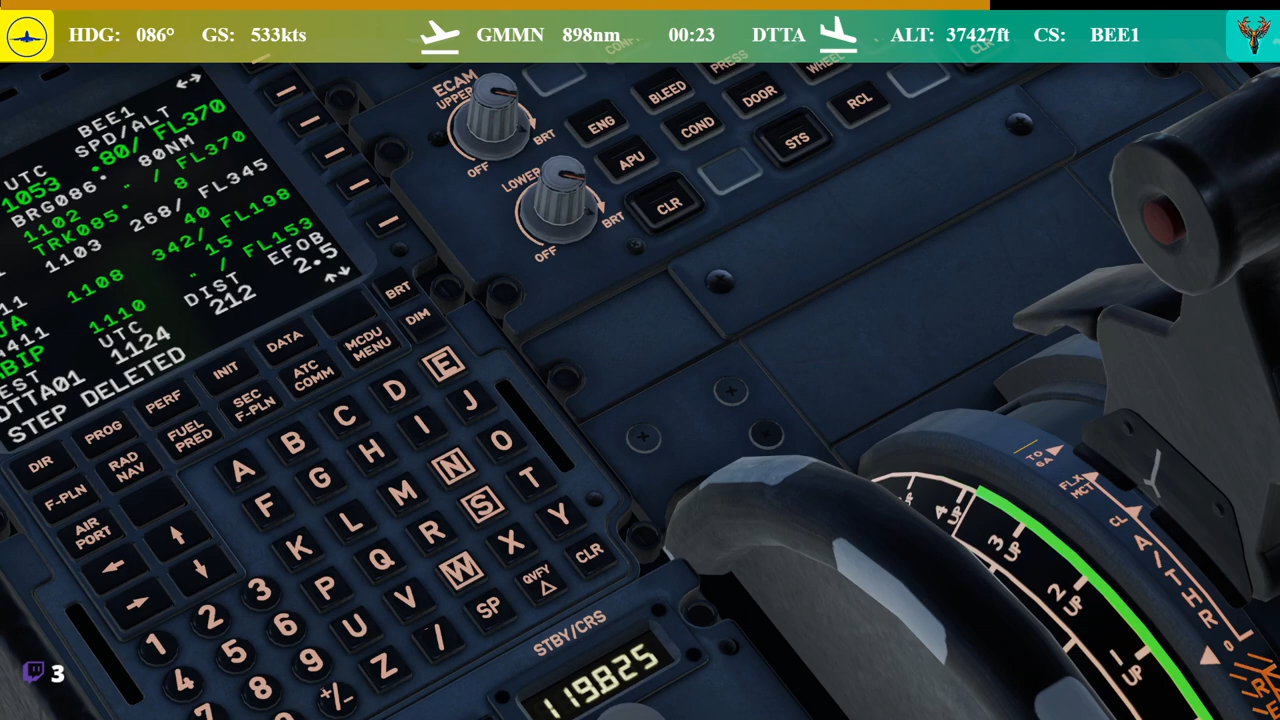 HDG: 086° GS: 533kts GMMN 898nm 00:23 DTTA ALT: 37427ft CS: BEE1
BEE1
UTC SPD/ALT
1053 .80/ FL370
BRG086° 80NM
1102 " / FL370
TRK085° 8
1103 268/ FL345
40
1108 342/ FL198
" 15
1110 " / FL153
UTC DIST EFOB
DTTA01 1124 212 2.5
STEP DELETED
ECAM
UPPER
OFF BRT
LOWER
OFF BRT
ENG BLEED PRESS WHEEL
APU COND DOOR RCL
CLR STS
BRT
DIM
DIR PROG PERF INIT DATA
F-PLN RAD NAV FUEL PRED SEC F-PLN ATC COMM MCDU MENU
AIR PORT
A B C D E
F G H I J
K L M N O
P Q R S T
U V W X Y
Z / SP OVFY Δ CLR
1 2 3
4 5 6
7 8 9
+/-
STBY/CRS
119.825
TO GA
FLX MCT
CL
A/THR
0
4 UP
3 UP
2 UP
1 UP
3